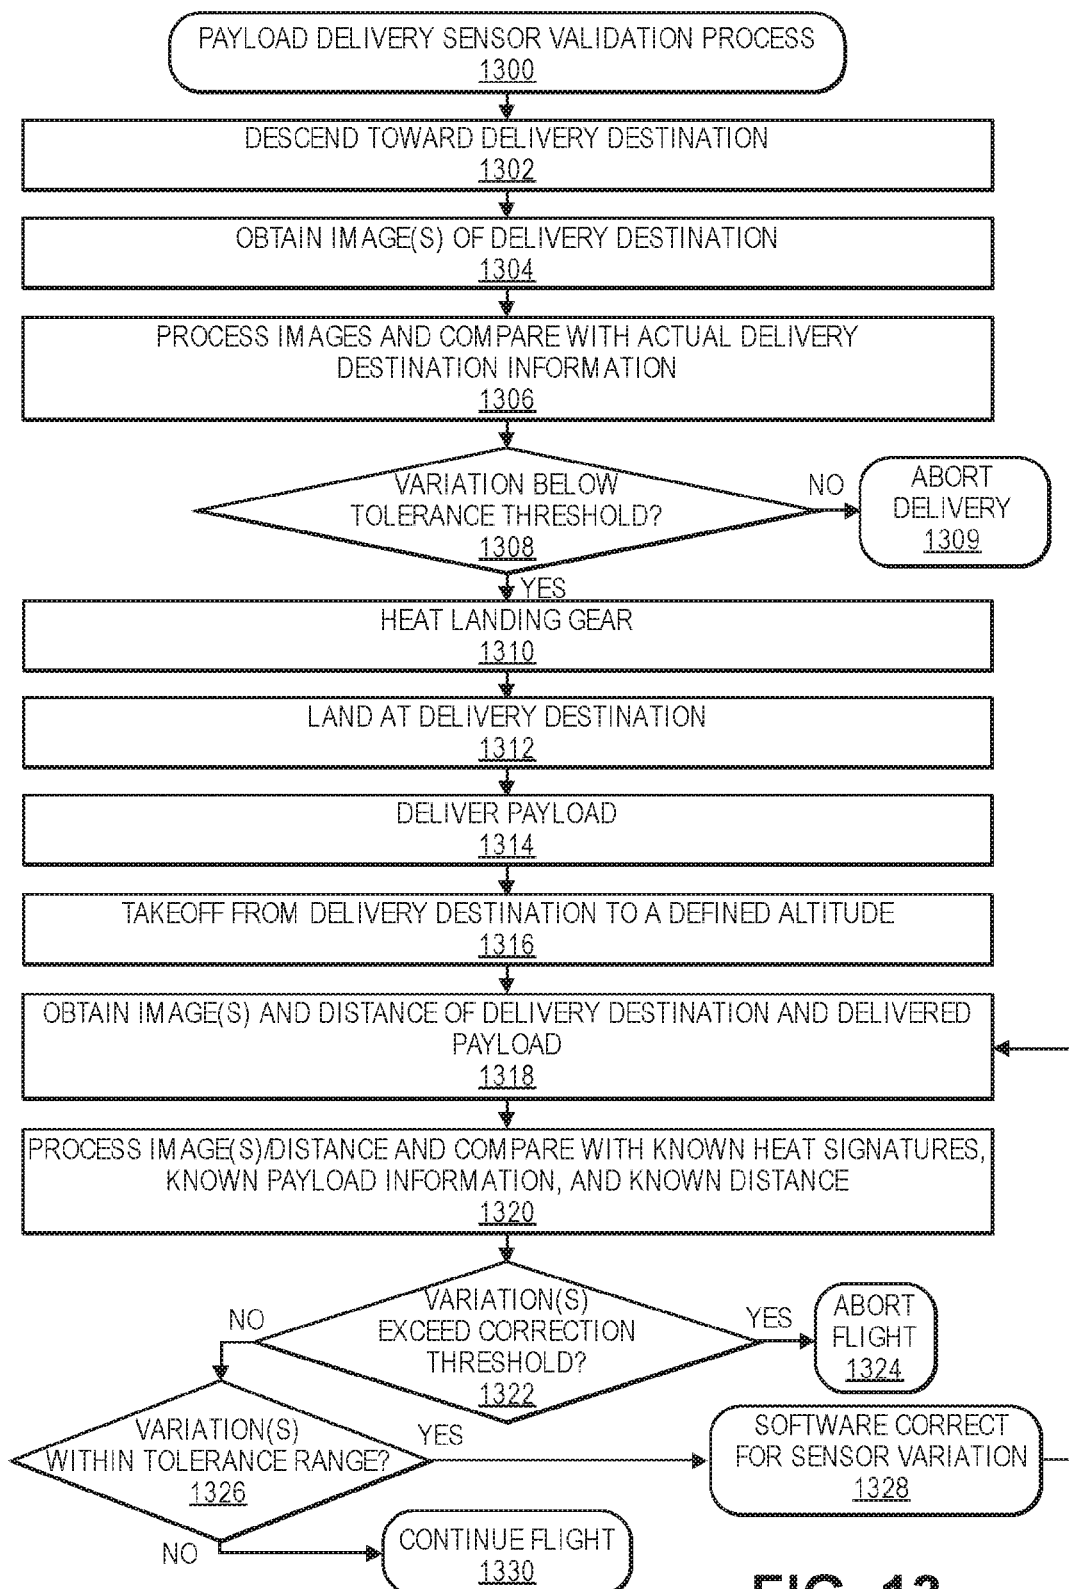 PAYLOAD DELIVERY SENSOR VALIDATION PROCESS
1300
DESCEND TOWARD DELIVERY DESTINATION
1302
OBTAIN IMAGE(S) OF DELIVERY DESTINATION
1304
PROCESS IMAGES AND COMPARE WITH ACTUAL DELIVERY
DESTINATION INFORMATION
1306
VARIATION BELOW
TOLERANCE THRESHOLD?
1308
NO
ABORT
DELIVERY
1309
YES
HEAT LANDING GEAR
1310
LAND AT DELIVERY DESTINATION
1312
DELIVER PAYLOAD
1314
TAKEOFF FROM DELIVERY DESTINATION TO A DEFINED ALTITUDE
1316
OBTAIN IMAGE(S) AND DISTANCE OF DELIVERY DESTINATION AND DELIVERED
PAYLOAD
1318
PROCESS IMAGE(S)/DISTANCE AND COMPARE WITH KNOWN HEAT SIGNATURES,
KNOWN PAYLOAD INFORMATION, AND KNOWN DISTANCE
1320
VARIATION(S)
EXCEED CORRECTION
THRESHOLD?
1322
NO
YES
ABORT
FLIGHT
1324
VARIATION(S)
WITHIN TOLERANCE RANGE?
1326
YES
SOFTWARE CORRECT
FOR SENSOR VARIATION
1328
NO
CONTINUE FLIGHT
1330
FIG. 13